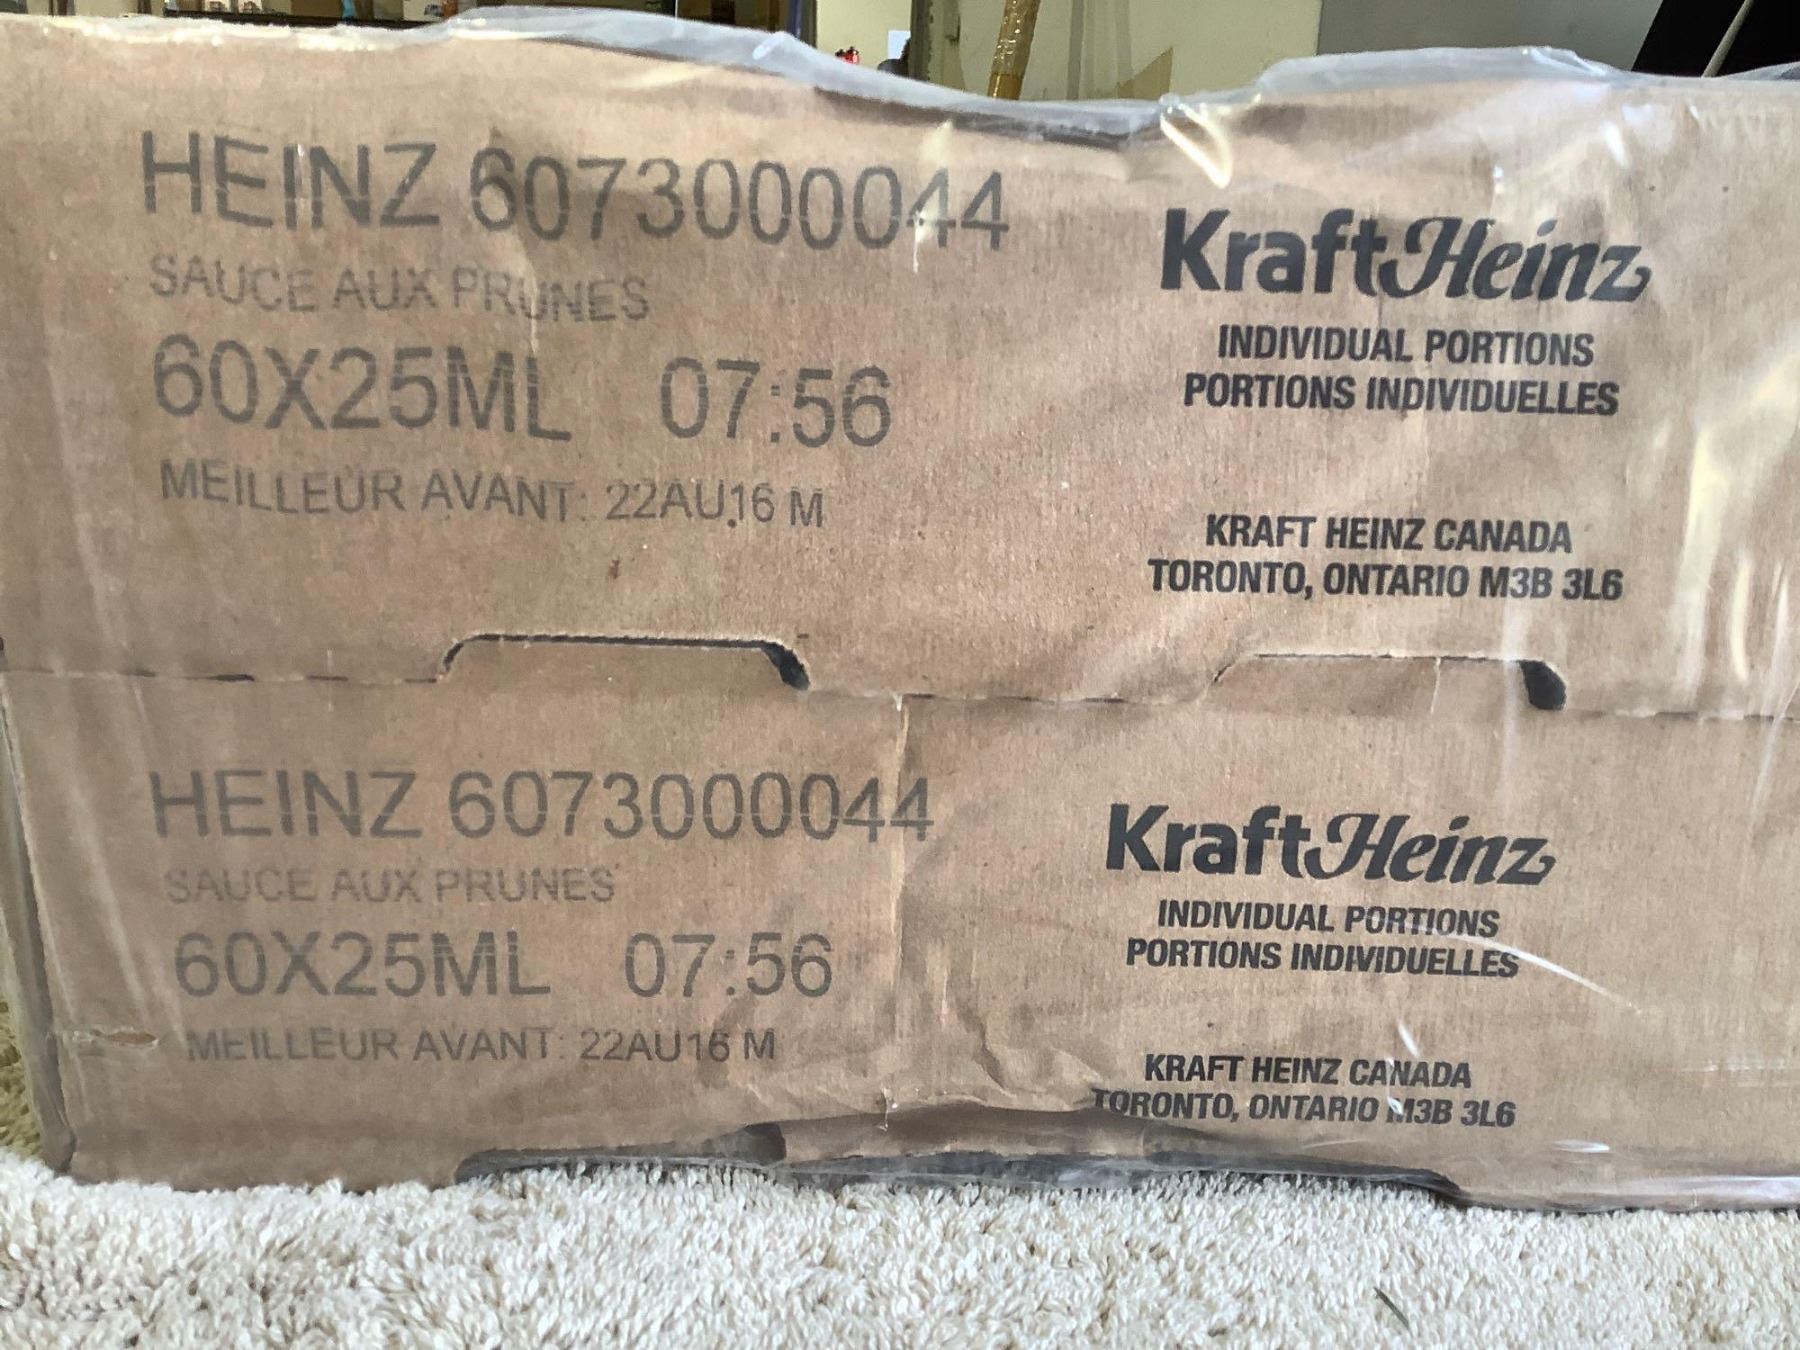 HEINZ 6073000044
SAUCE AUX PRUNES
60X25ML 07:56
MEILLEUR AVANT: 22AU16 M
KraftHeinz
INDIVIDUAL PORTIONS
PORTIONS INDIVIDUELLES
KRAFT HEINZ CANADA
TORONTO, ONTARIO M3B 3L6
HEINZ 6073000044
SAUCE AUX PRUNES
60X25ML 07:56
MEILLEUR AVANT: 22AU16 M
KraftHeinz
INDIVIDUAL PORTIONS
PORTIONS INDIVIDUELLES
KRAFT HEINZ CANADA
TORONTO, ONTARIO M3B 3L6